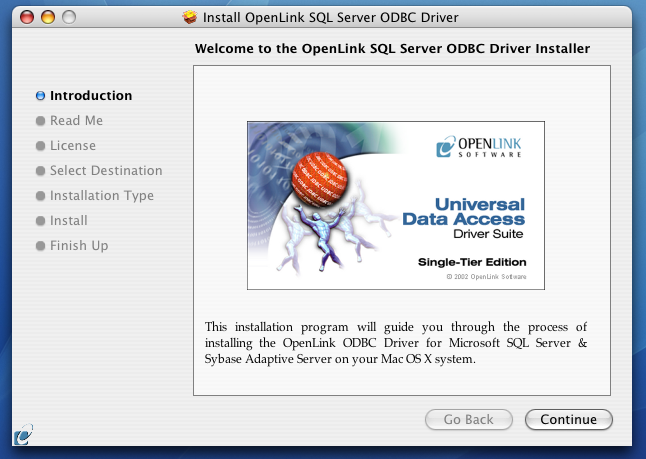 Install OpenLink SQL Server ODBC Driver
Welcome to the OpenLink SQL Server ODBC Driver Installer
Introduction
Read Me
License
Select Destination
Installation Type
Install
Finish Up
OPENLINK
SOFTWARE
Universal
Data Access
Driver Suite
Single-Tier Edition
© 2002 OpenLink Software
This installation program will guide you through the process of
installing the OpenLink ODBC Driver for Microsoft SQL Server &
Sybase Adaptive Server on your Mac OS X system.
Go Back
Continue